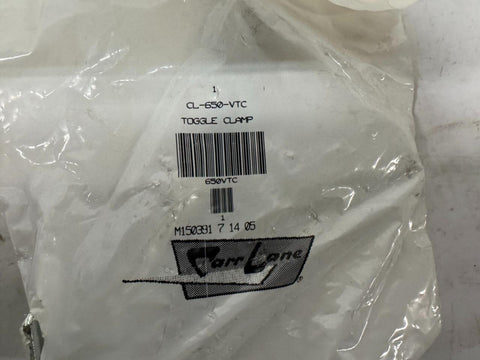 1
CL-650-VTC
TOGGLE CLAMP
650VTC
1
M150391 7 14 05
Carr Lane
®